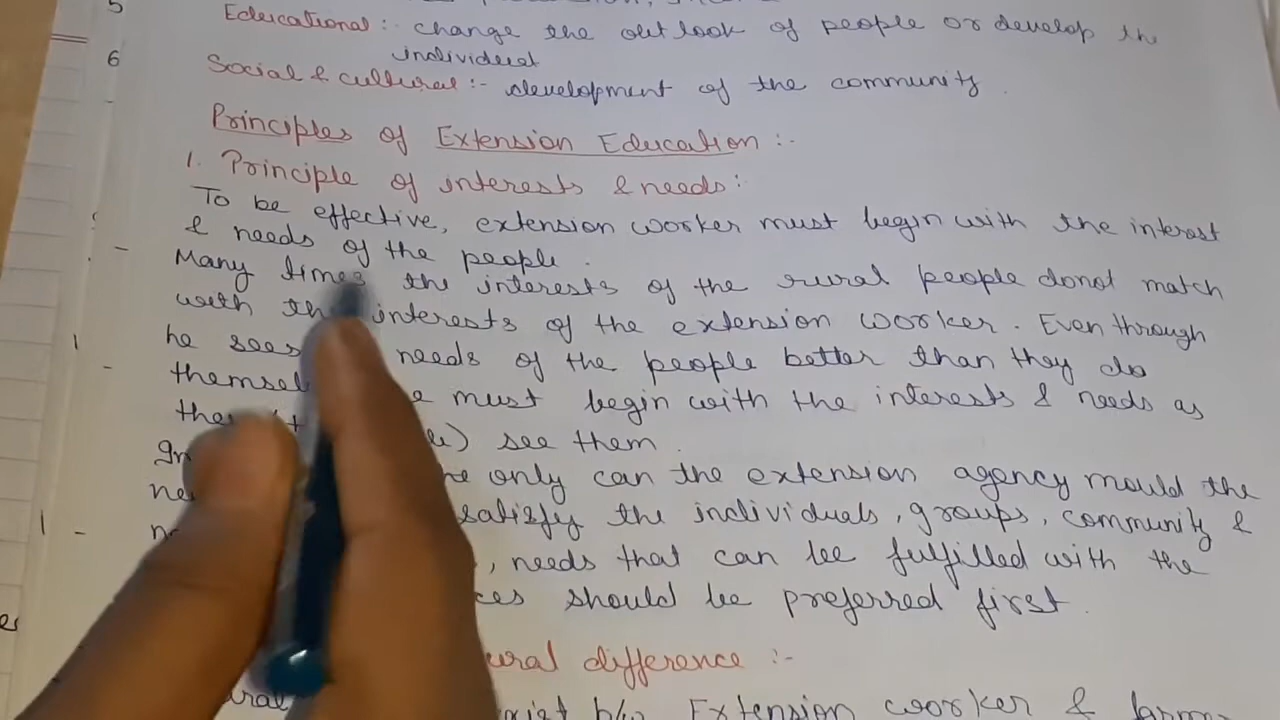 5
Educational :- change the out look of people or develop the
individual
6
Social & cultural :- development of the community.
Principles of Extension Education :-
1. Principle of interests & needs :
To be effective, extension worker must begin with the interest
& needs of the people.
Many times the interests of the rural people donot match
with the interests of the extension worker. Even through
he sees needs of the people better than they do
must begin with the interests & needs as
see them.
only can the extension agency mould the
satisfy the individuals, groups, community &
, needs that can be fulfilled with the
should be preferred first.
difference :-
b/w Extension worker &